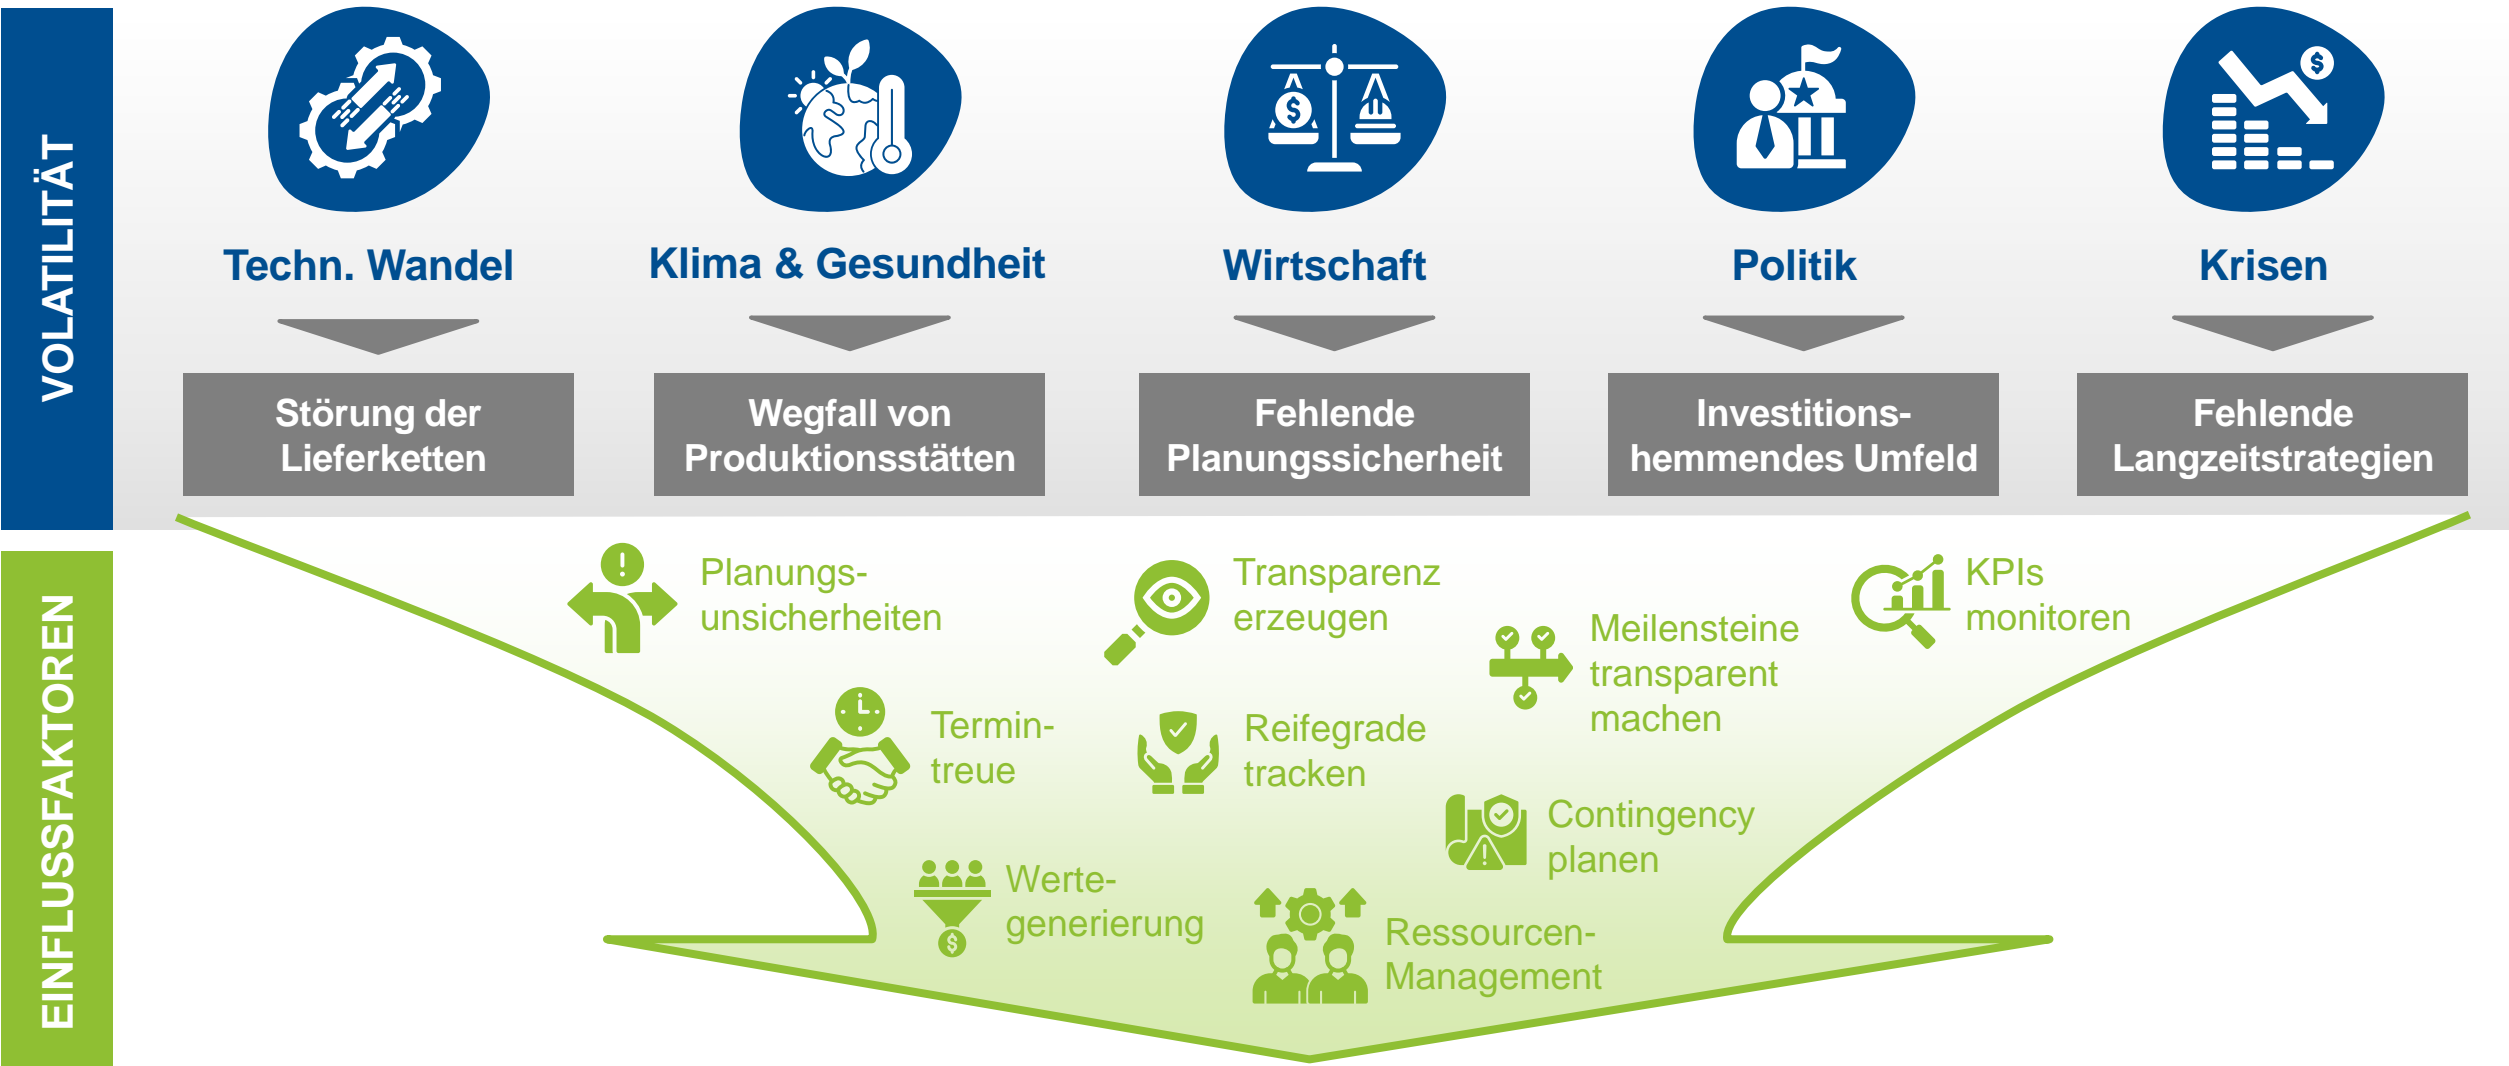 VOLATILITÄT
Techn. Wandel
Klima & Gesundheit
Wirtschaft
Politik
Krisen
Störung der
Lieferketten
Wegfall von
Produktionsstätten
Fehlende
Planungssicherheit
Investitions-
hemmendes Umfeld
Fehlende
Langzeitstrategien
EINFLUSSFAKTOREN
Planungs-
unsicherheiten
Transparenz
erzeugen
Meilensteine
transparent
machen
KPIs
monitoren
Termin-
treue
Reifegrade
tracken
Contingency
planen
Werte-
generierung
Ressourcen-
Management